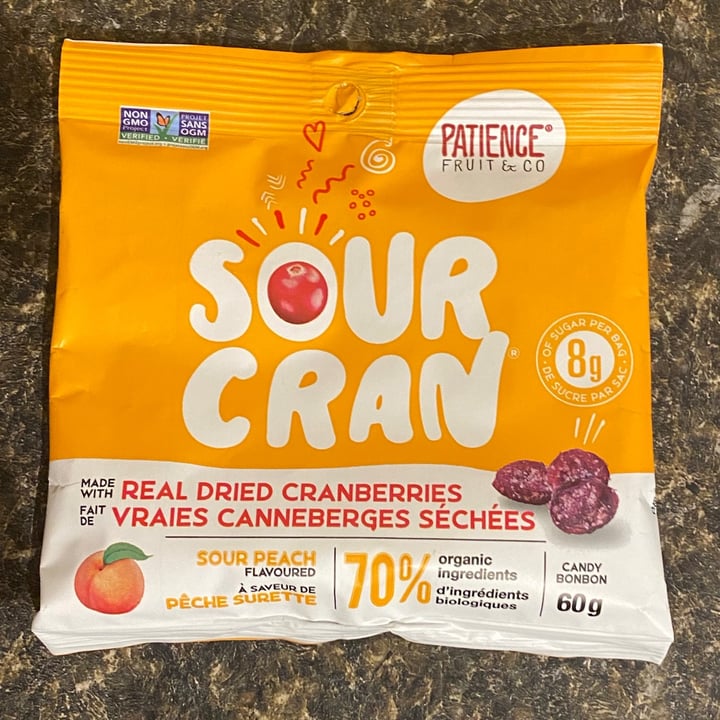 NON
GMO
Project
VERIFIED
PROJET
SANS
OGM
VÉRIFIÉ
PATIENCE®
FRUIT & CO
SOUR
CRAN®
8g
OF SUGAR PER BAG
DE SUCRE PAR SAC
MADE
WITH
REAL DRIED CRANBERRIES
FAIT
DE
VRAIES CANNEBERGES SÉCHÉES
SOUR PEACH
FLAVOURED
À SAVEUR DE
PÊCHE SURETTE
70%
organic
ingredients
d'ingrédients
biologiques
CANDY
BONBON
60g